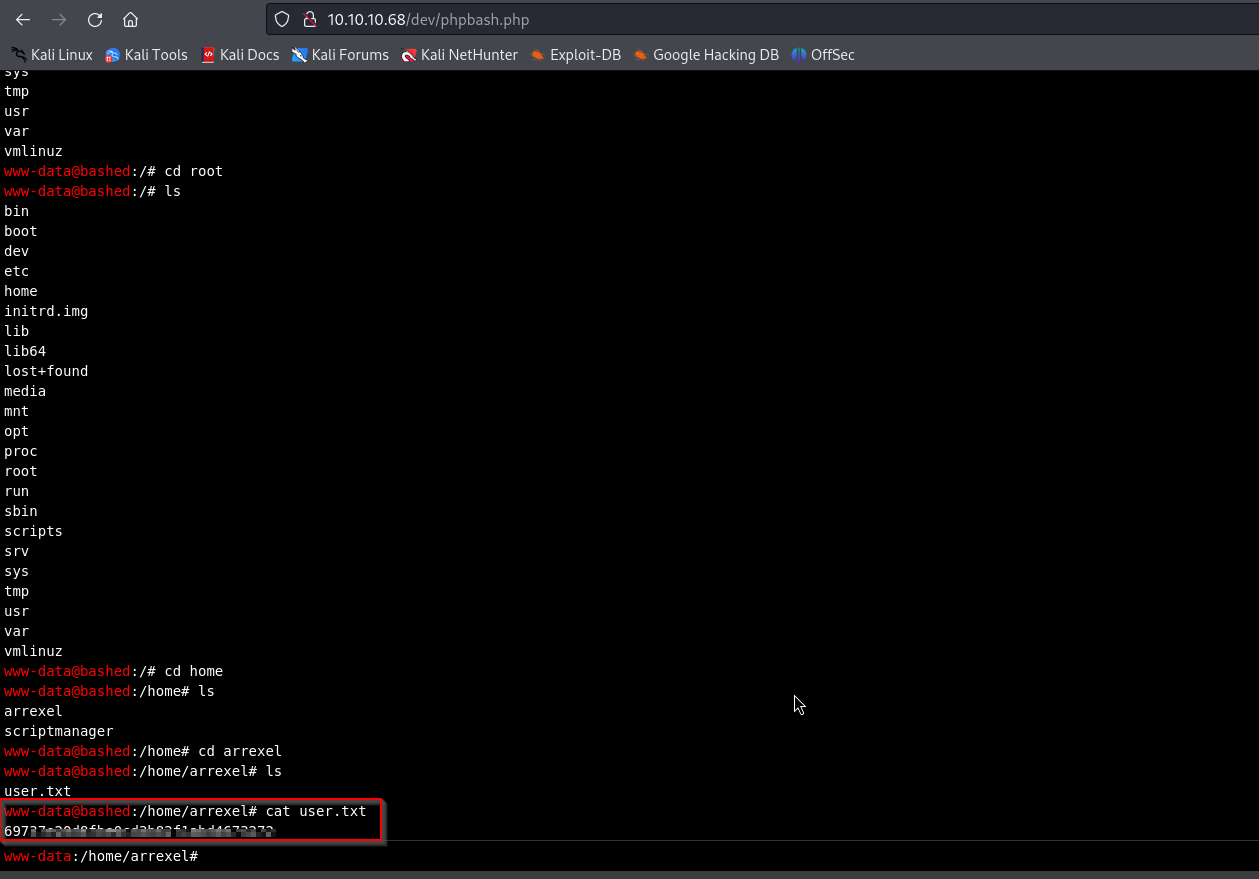 10.10.10.68/dev/phpbash.php
Kali Linux Kali Tools Kali Docs Kali Forums Kali NetHunter Exploit-DB Google Hacking DB OffSec
sys
tmp
usr
var
vmlinuz
www-data@bashed:/# cd root
www-data@bashed:/# ls
bin
boot
dev
etc
home
initrd.img
lib
lib64
lost+found
media
mnt
opt
proc
root
run
sbin
scripts
srv
sys
tmp
usr
var
vmlinuz
www-data@bashed:/# cd home
www-data@bashed:/home# ls
arrexel
scriptmanager
www-data@bashed:/home# cd arrexel
www-data@bashed:/home/arrexel# ls
user.txt
www-data@bashed:/home/arrexel# cat user.txt
www-data:/home/arrexel#